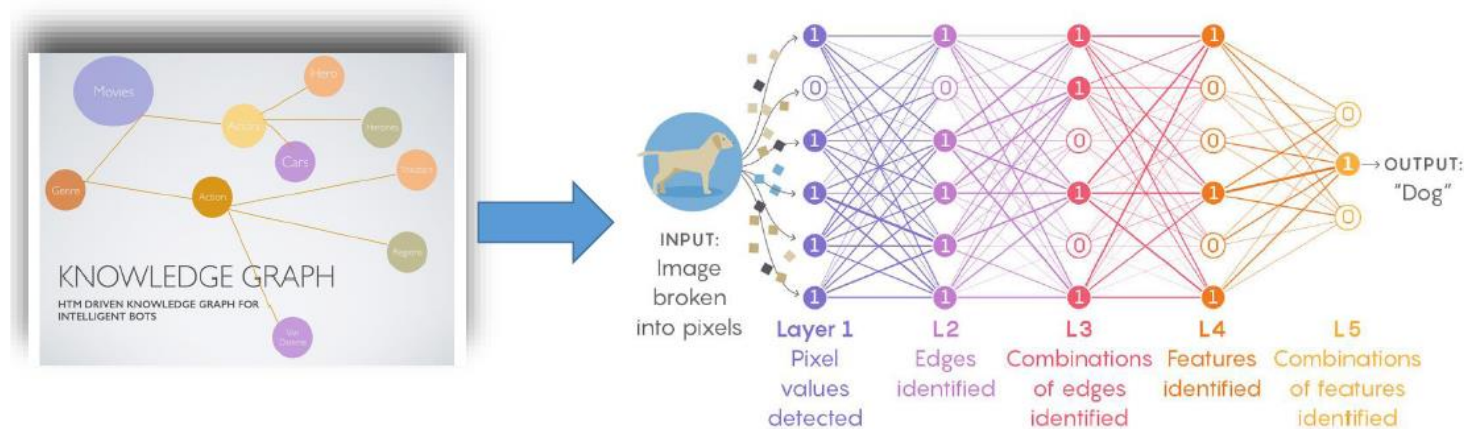 Movies
Hero
Cars
Genre
Action
KNOWLEDGE GRAPH
HTM DRIVEN KNOWLEDGE GRAPH FOR
INTELLIGENT BOTS
INPUT:
Image
broken
into pixels
1 1 1 1
0 0 1 0
0
1 1 0 0
1 OUTPUT:
"Dog"
1 1 1 1
0
1 1 0 0
1 1 1 1
Layer 1
Pixel
values
detected
L2
Edges
identified
L3
Combinations
of edges
identified
L4
Features
identified
L5
Combinations
of features
identified